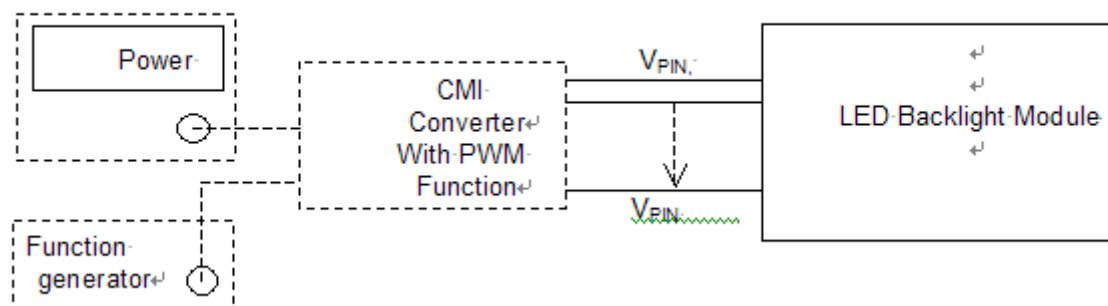 Power
CMI
Converter
With PWM
Function
VPIN,
LED Backlight Module
VPIN
Function
generator